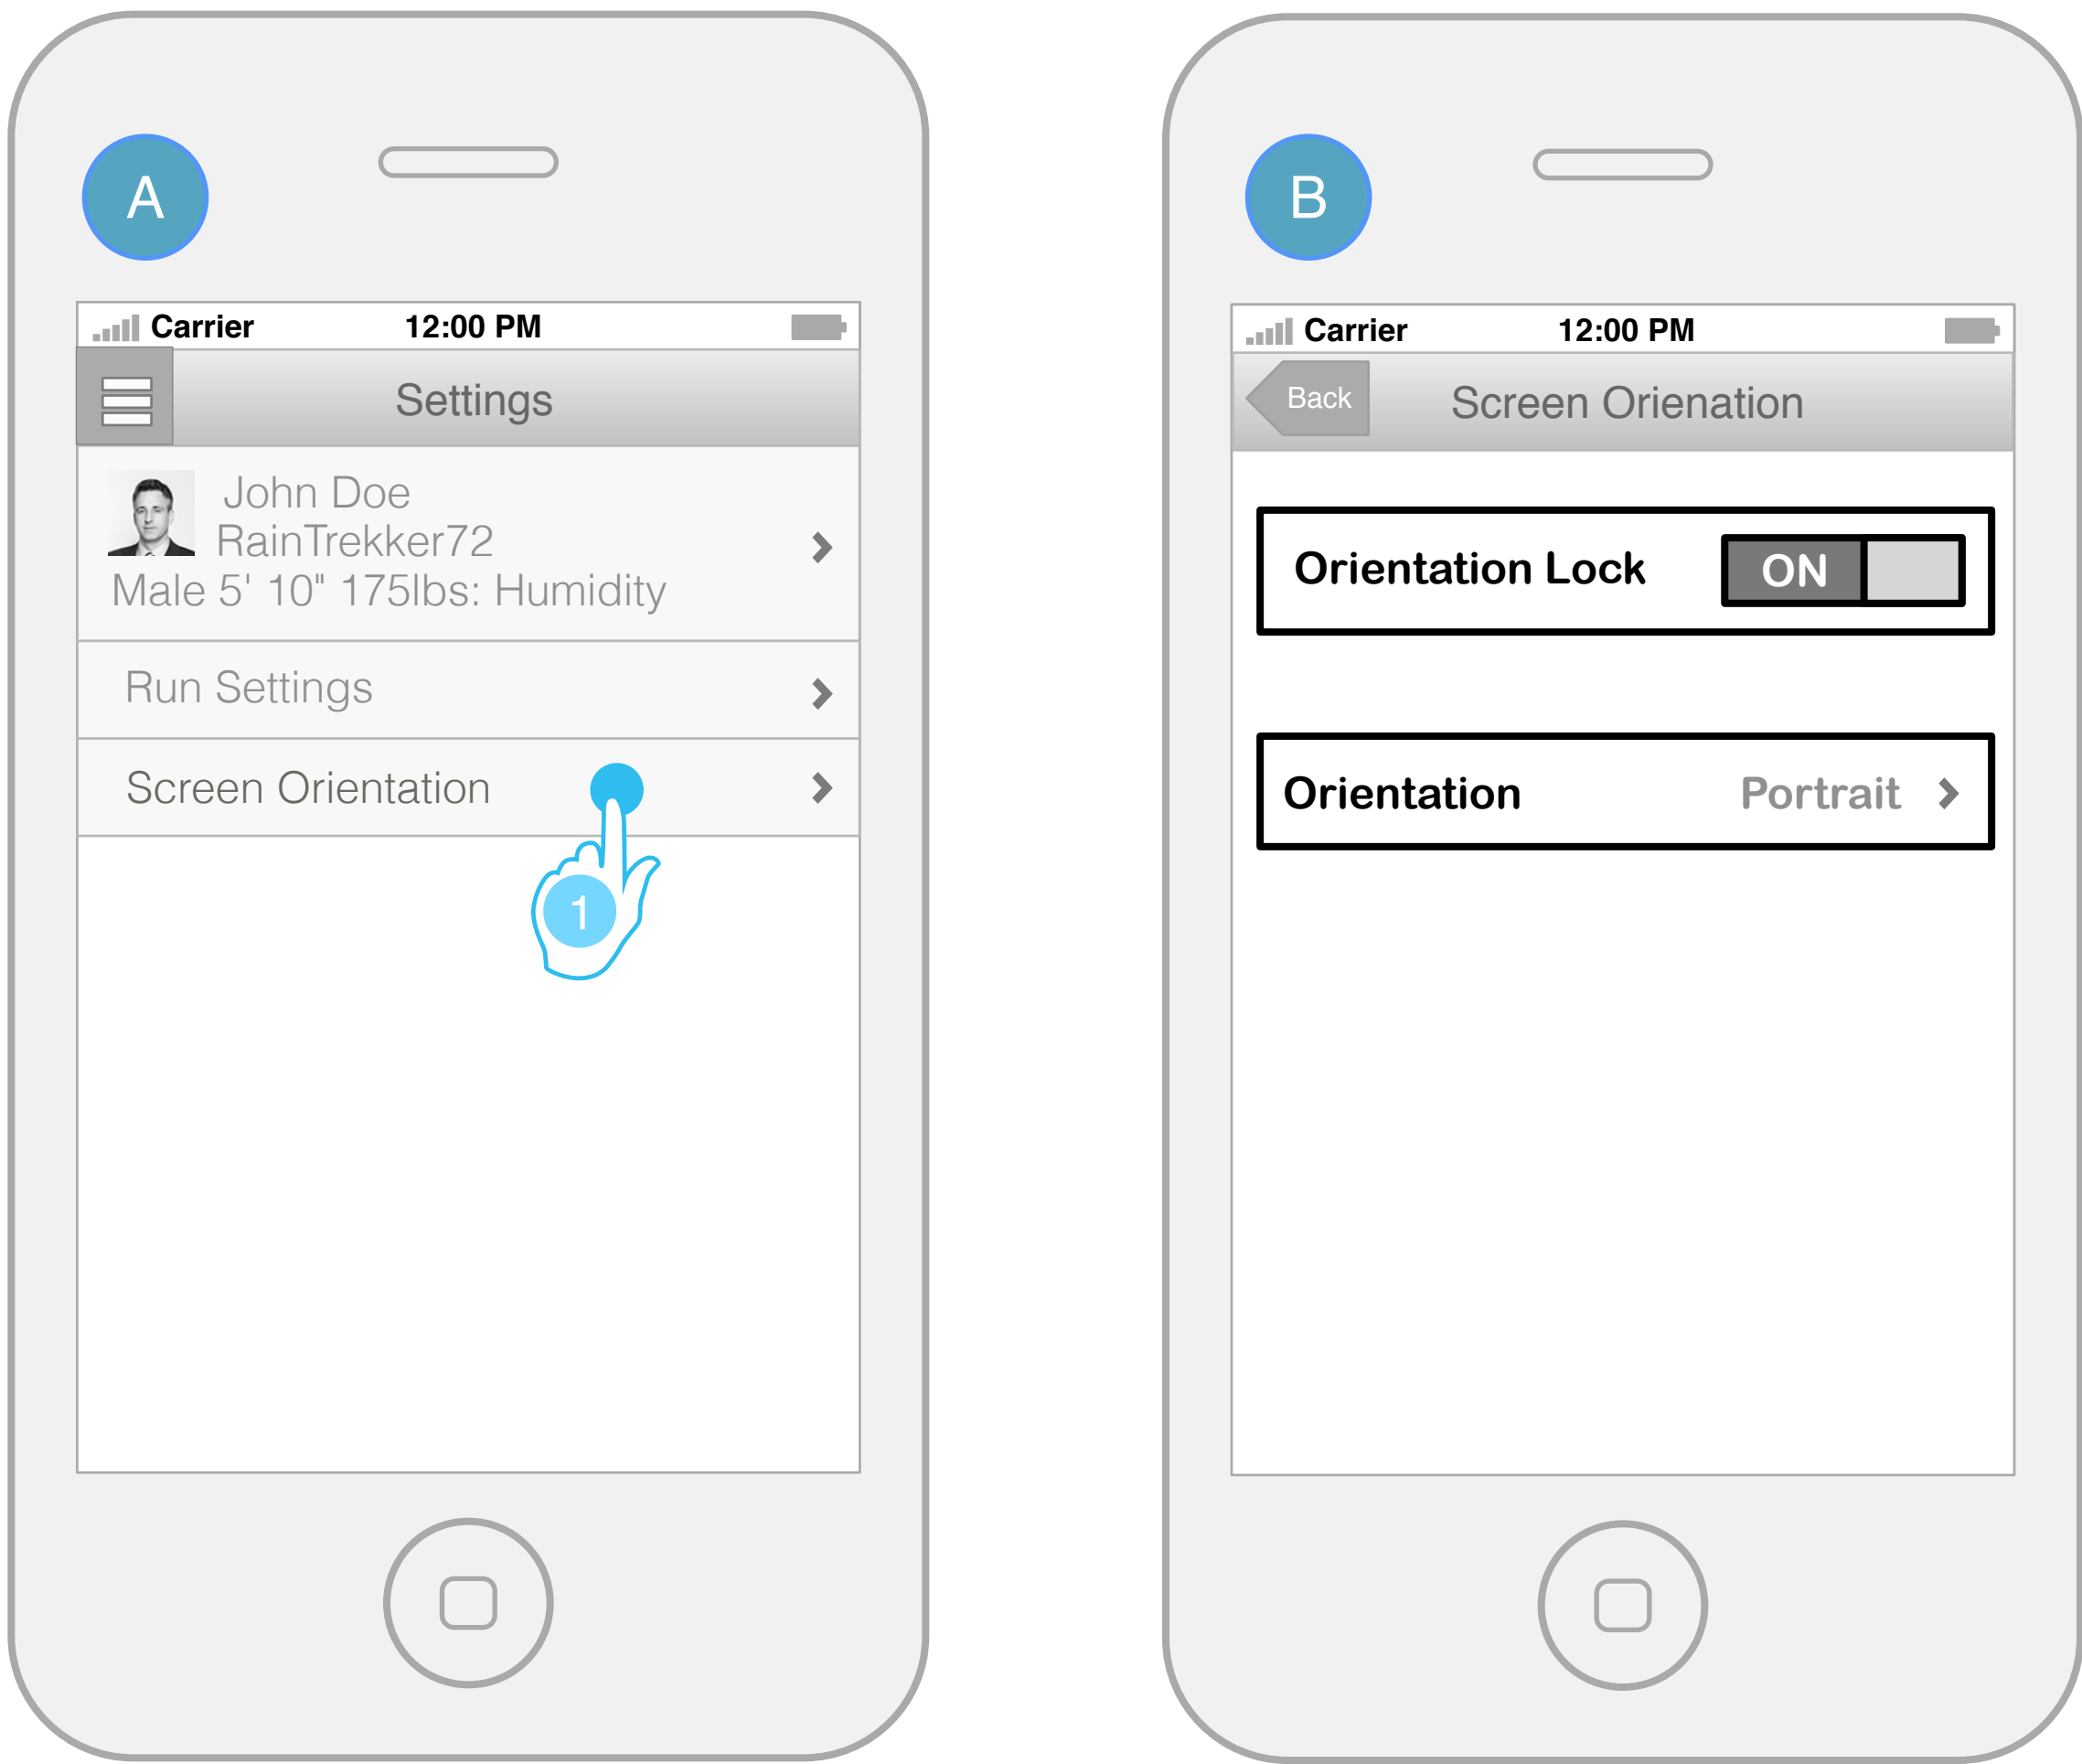 A
Carrier 12:00 PM
Settings
John Doe
RainTrekker72
Male 5' 10" 175lbs: Humidity
Run Settings
Screen Orientation
1
B
Carrier 12:00 PM
Back Screen Orienation
Orientation Lock ON
Orientation Portrait